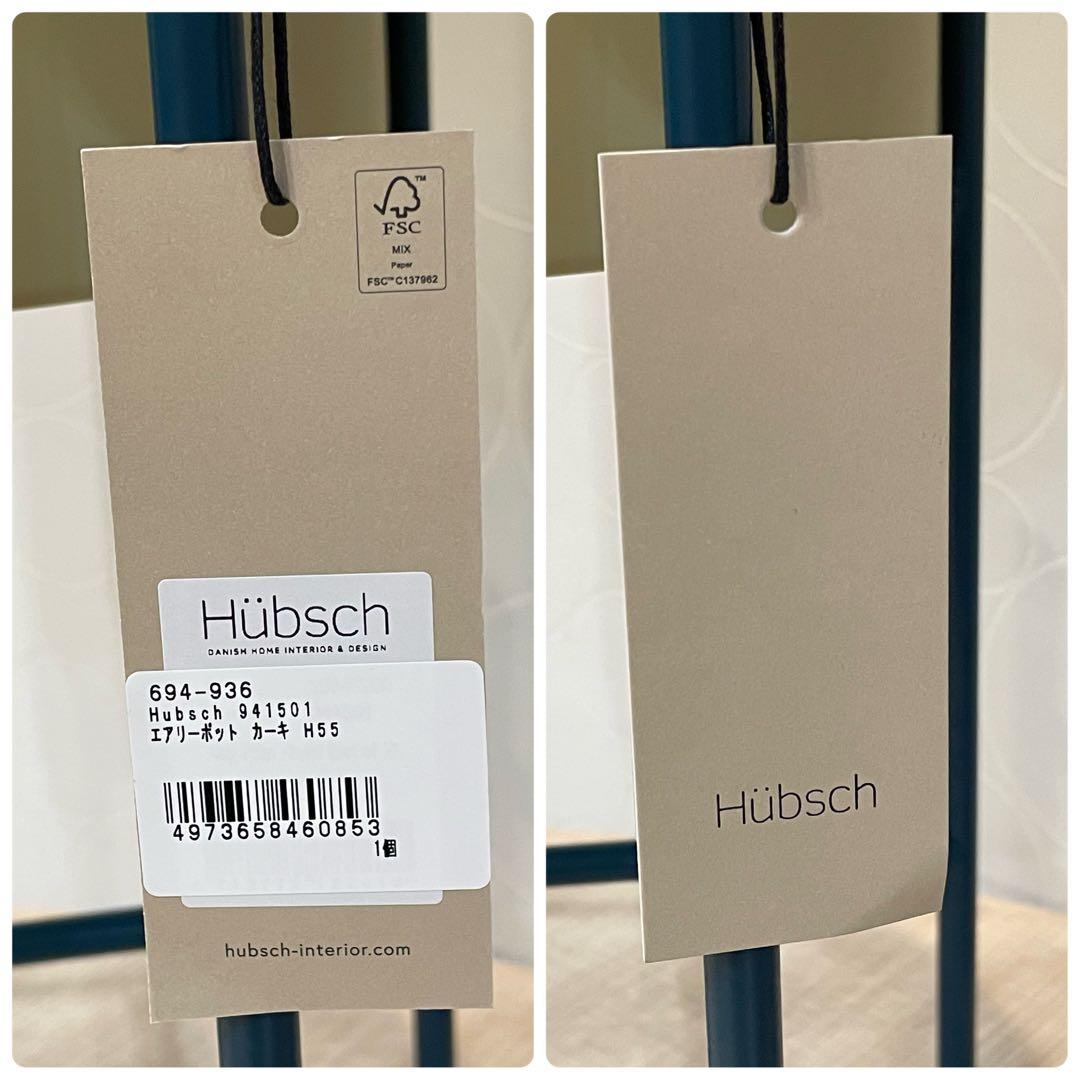 FSC™
MIX
Paper
FSC™ C137962
Hübsch
DANISH HOME INTERIOR & DESIGN
694-936
Hubsch 941501
エアリーポット カーキ H55
4973658460853
1個
hubsch-interior.com
Hübsch